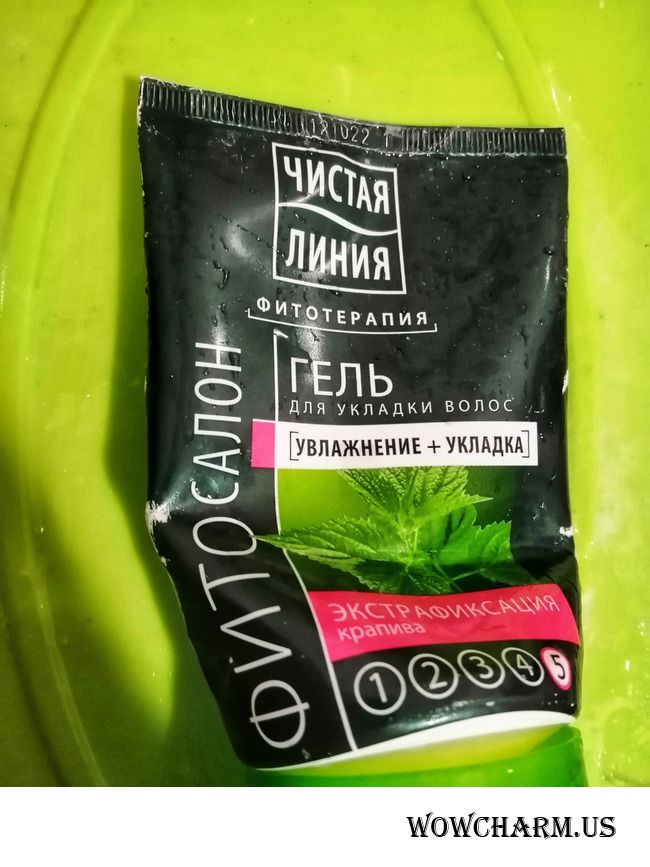 181022 1
ЧИСТАЯ
ЛИНИЯ
ФИТОТЕРАПИЯ
ГЕЛЬ
ДЛЯ УКЛАДКИ ВОЛОС
[УВЛАЖНЕНИЕ + УКЛАДКА]
ФИТОСАЛОН
ЭКСТРАФИКСАЦИЯ
крапива
1 2 3 4 5
WOWCHARM.US